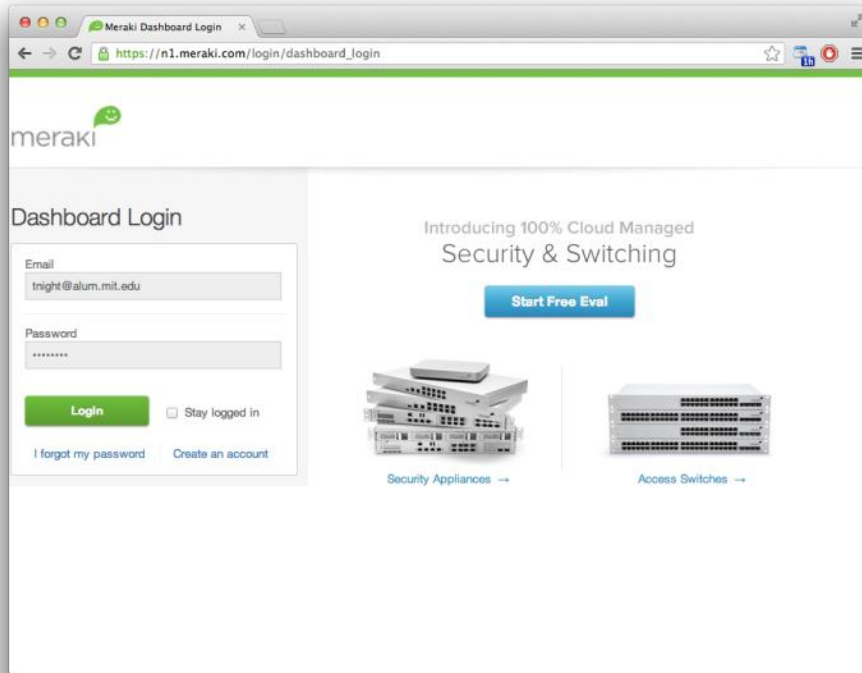 Meraki Dashboard Login
https://n1.meraki.com/login/dashboard_login
1h
meraki
Dashboard Login
Email
tnight@alum.mit.edu
Password
••••••••
Login
Stay logged in
I forgot my password
Create an account
Introducing 100% Cloud Managed
Security & Switching
Start Free Eval
Security Appliances →
Access Switches →